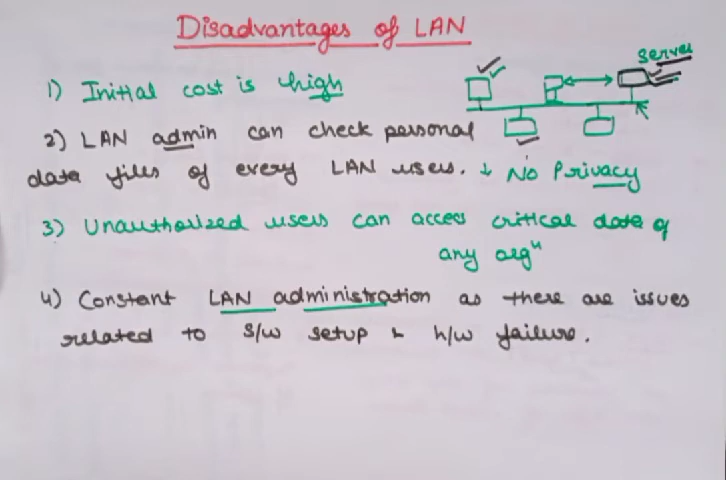 Disadvantages of LAN
Server
1) Initial cost is high
2) LAN admin can check personal
data files of every LAN users. ↓ No Privacy
3) Unauthorized users can access critical data of
any orgⁿ
4) Constant LAN administration as there are issues
related to s/w setup & h/w failure.